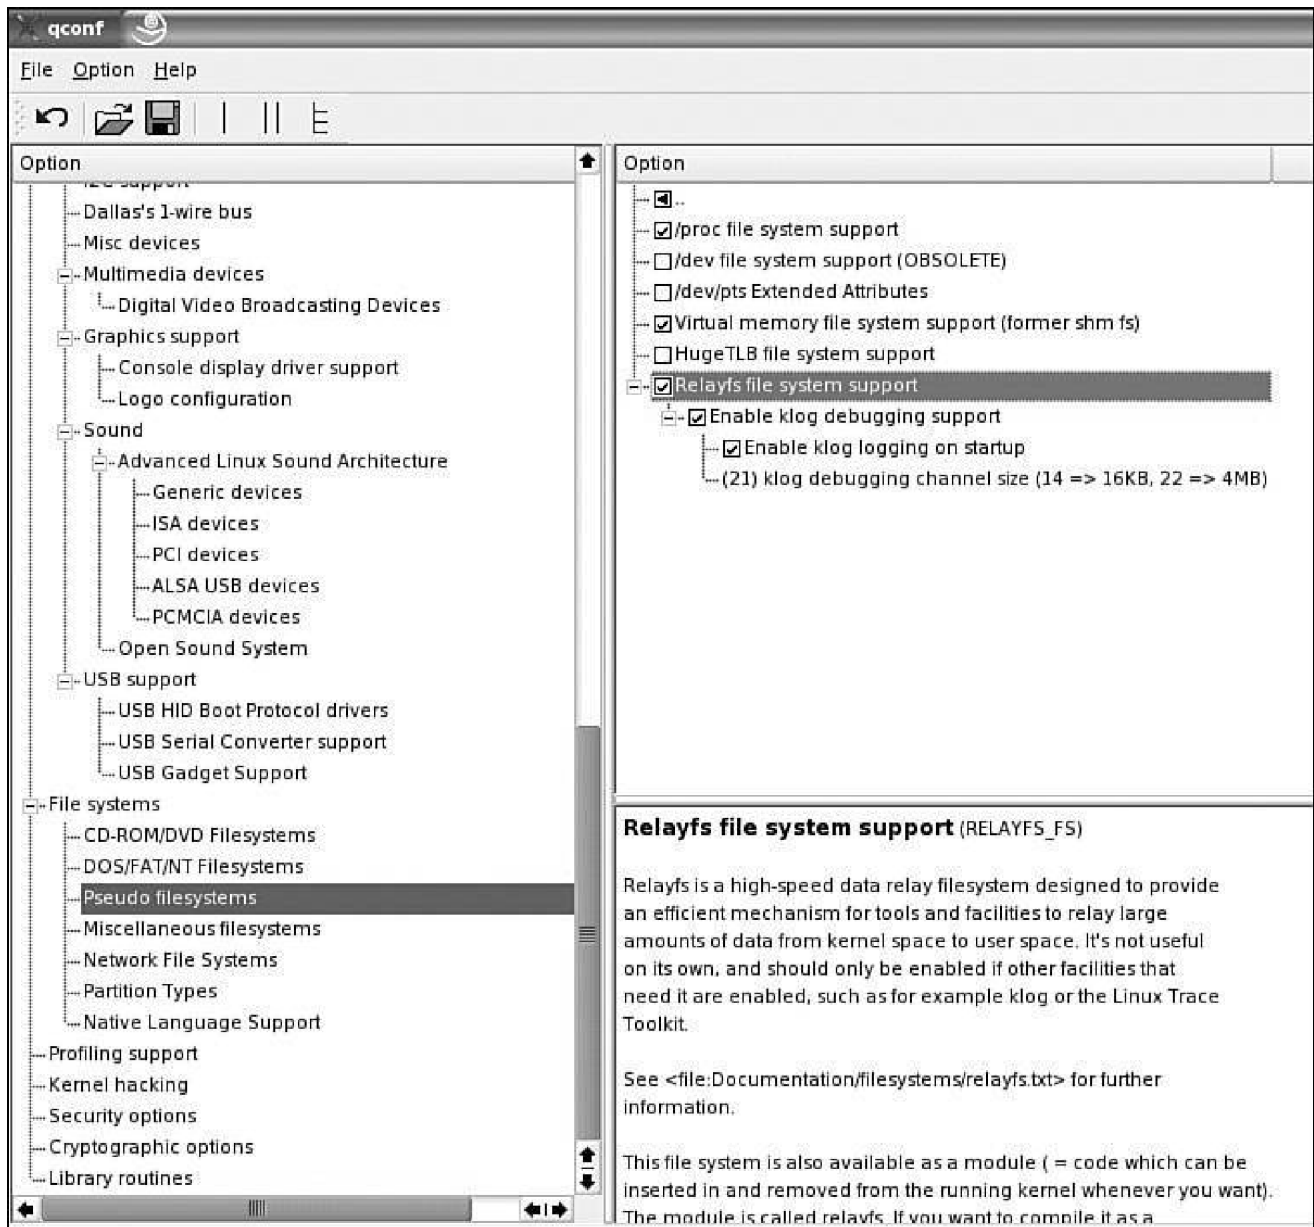 qconf
File Option Help
Option
Dallas's 1-wire bus
Misc devices
Multimedia devices
Digital Video Broadcasting Devices
Graphics support
Console display driver support
Logo configuration
Sound
Advanced Linux Sound Architecture
Generic devices
ISA devices
PCI devices
ALSA USB devices
PCMCIA devices
Open Sound System
USB support
USB HID Boot Protocol drivers
USB Serial Converter support
USB Gadget Support
File systems
CD-ROM/DVD Filesystems
DOS/FAT/NT Filesystems
Pseudo filesystems
Miscellaneous filesystems
Network File Systems
Partition Types
Native Language Support
Profiling support
Kernel hacking
Security options
Cryptographic options
Library routines
Option
..
/proc file system support
/dev file system support (OBSOLETE)
/dev/pts Extended Attributes
Virtual memory file system support (former shm fs)
HugeTLB file system support
Relayfs file system support
Enable klog debugging support
Enable klog logging on startup
(21) klog debugging channel size (14 => 16KB, 22 => 4MB)
Relayfs file system support (RELAYFS_FS)
Relayfs is a high-speed data relay filesystem designed to provide
an efficient mechanism for tools and facilities to relay large
amounts of data from kernel space to user space. It's not useful
on its own, and should only be enabled if other facilities that
need it are enabled, such as for example klog or the Linux Trace
Toolkit.
See <file:Documentation/filesystems/relayfs.txt> for further
information.
This file system is also available as a module ( = code which can be
inserted in and removed from the running kernel whenever you want).
The module is called relayfs. If you want to compile it as a